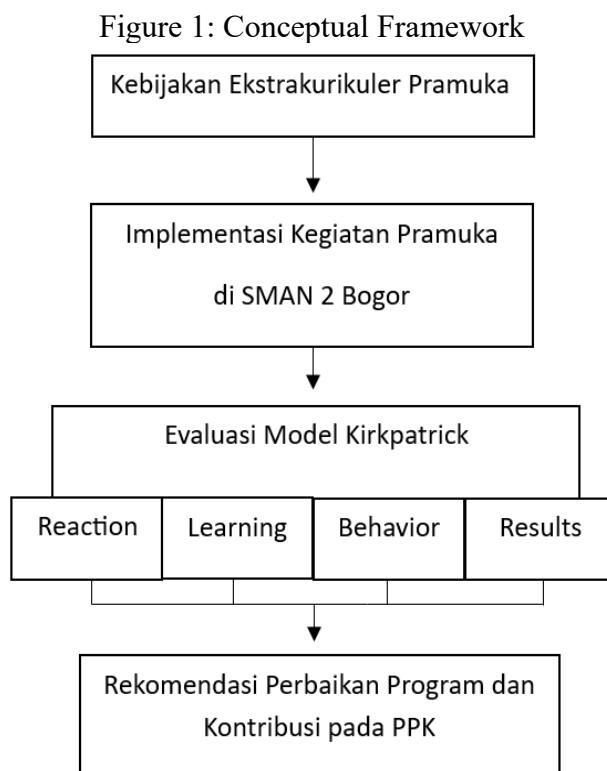 Figure 1: Conceptual Framework
Kebijakan Ekstrakurikuler Pramuka
Implementasi Kegiatan Pramuka
di SMAN 2 Bogor
Evaluasi Model Kirkpatrick
Reaction
Learning
Behavior
Results
Rekomendasi Perbaikan Program dan
Kontribusi pada PPK